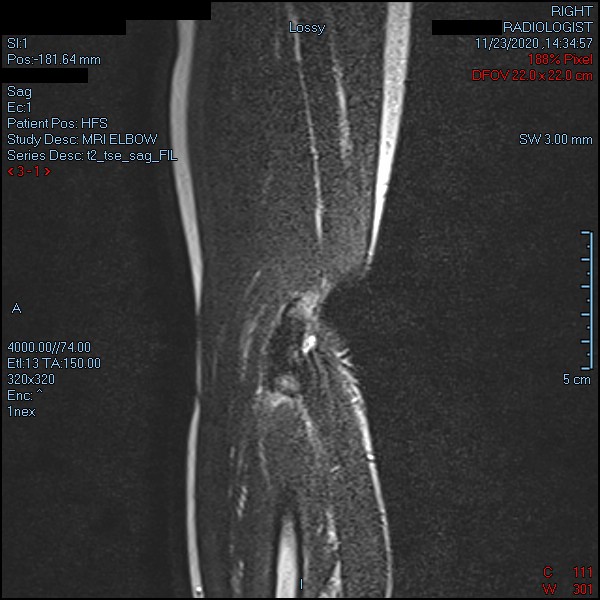 Lossy
SI:1
Pos:-181.64 mm
Sag
Ec:1
Patient Pos: HFS
Study Desc: MRI ELBOW
Series Desc: t2_tse_sag_FIL
< 3 - 1 >
RIGHT
RADIOLOGIST
11/23/2020 ,14:34:57
188% Pixel
DFOV 22.0 x 22.0 cm
SW 3.00 mm
A
4000.00//74.00
Etl:13 TA:150.00
320x320
Enc: ^
1nex
5 cm
I
C 111
W 301